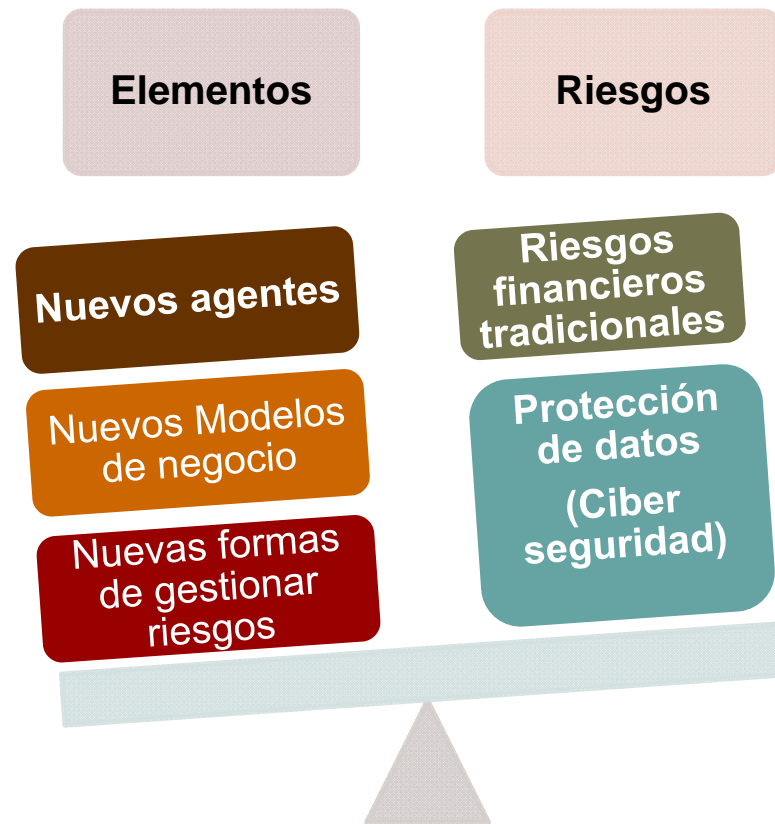 Elementos
Riesgos
Nuevos agentes
Nuevos Modelos
de negocio
Nuevas formas
de gestionar
riesgos
Riesgos
financieros
tradicionales
Protección
de datos
(Ciber
seguridad)